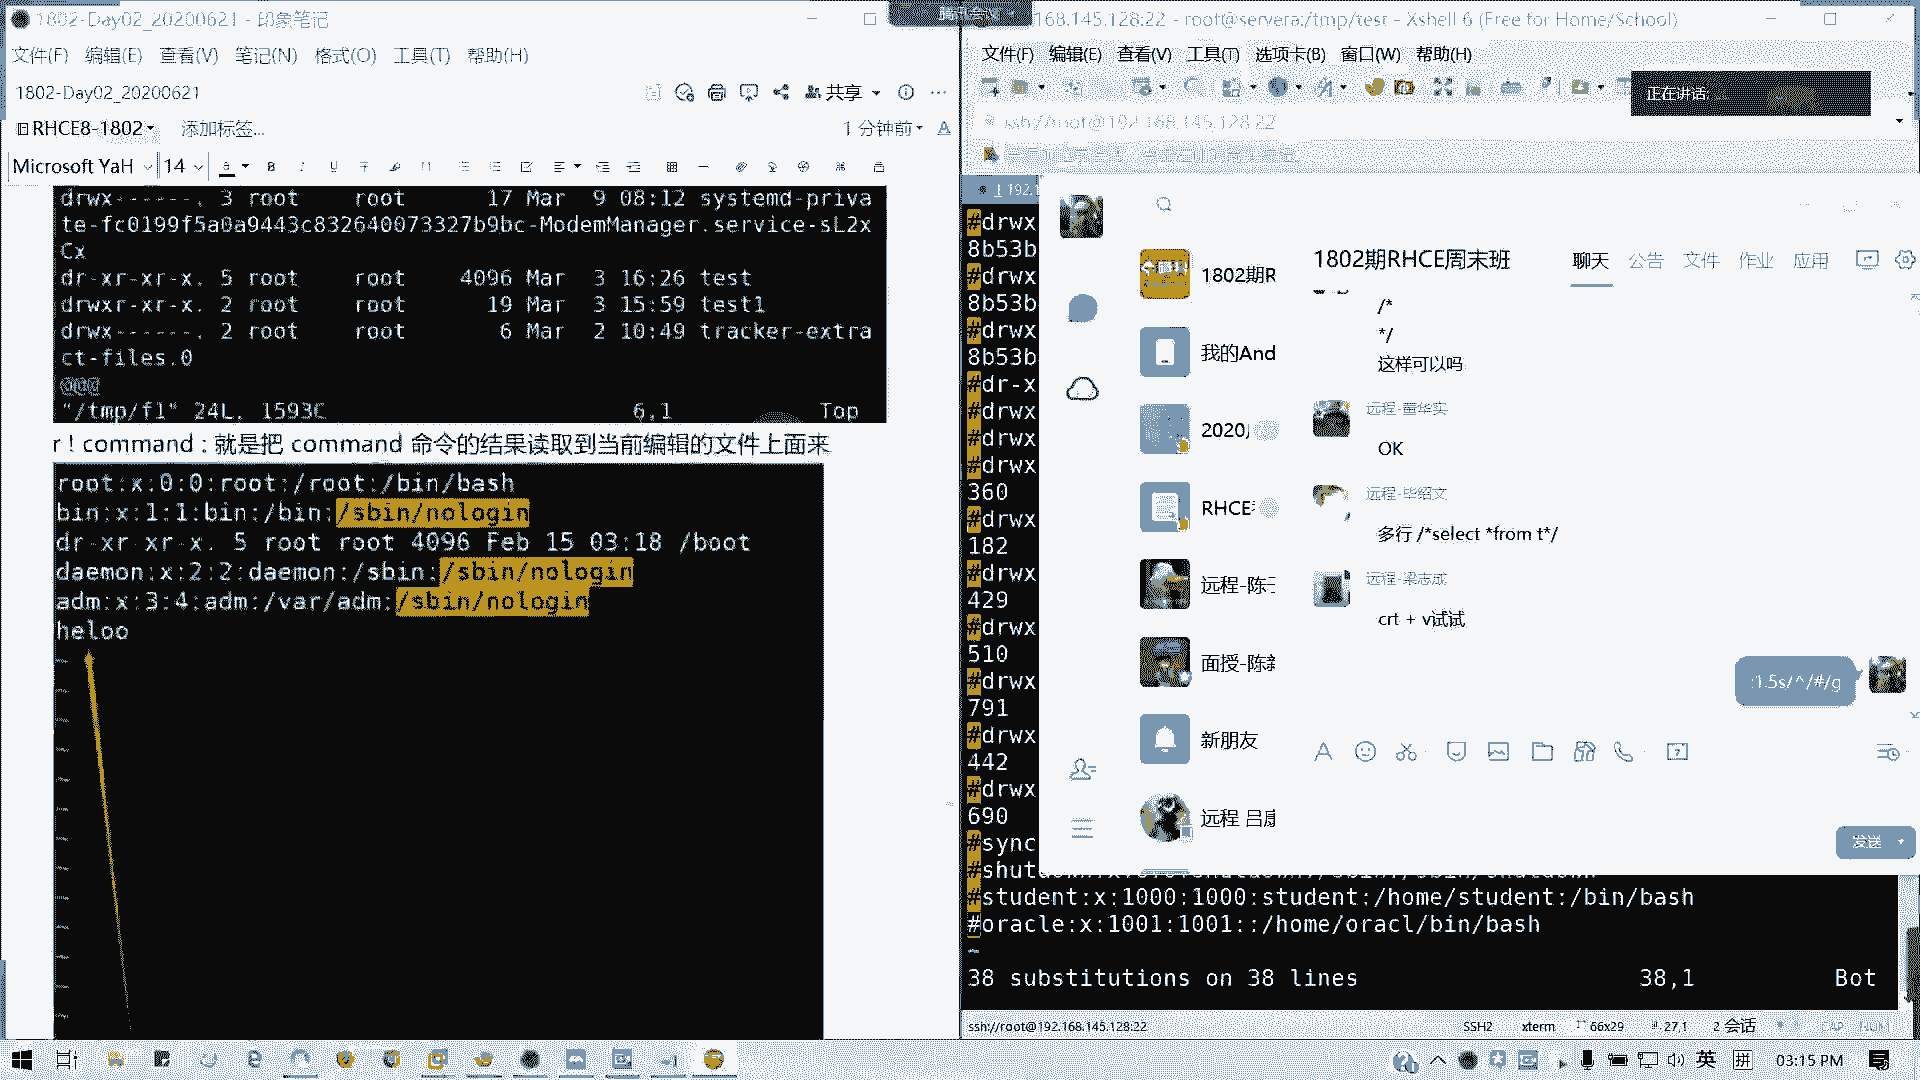 1802-Day02_20200621 - 印象笔记
文件(F) 编辑(E) 查看(V) 笔记(N) 格式(O) 工具(T) 帮助(H)
1802-Day02_20200621
共享
RHCE8-1802
添加标签...
1 分钟前
Microsoft YaH 14
drwx------. 3 root root 17 Mar 9 08:12 systemd-priva
te-fc0199f5a0a9443c832640073327b9bc-ModemManager.service-sL2x
Cx
dr-xr-xr-x. 5 root root 4096 Mar 3 16:26 test
drwxr-xr-x. 2 root root 19 Mar 3 15:59 test1
drwx------. 2 root root 6 Mar 2 10:49 tracker-extra
ct-files.0
@@@
"/tmp/f1" 24L, 1593C 6,1 Top
r ! command : 就是把 command 命令的结果读取到当前编辑的文件上面来
root:x:0:0:root:/root:/bin/bash
bin:x:1:1:bin:/bin:/sbin/nologin
dr-xr-xr-x. 5 root root 4096 Feb 15 03:18 /boot
daemon:x:2:2:daemon:/sbin:/sbin/nologin
adm:x:3:4:adm:/var/adm:/sbin/nologin
heloo
腾讯会议
168.145.128:22 - root@servera:/tmp/test - Xshell 6 (Free for Home/School)
文件(F) 编辑(E) 查看(V) 工具(T) 选项卡(B) 窗口(W) 帮助(H)
正在讲话:
ssh://root@192.168.145.128:22
1 192.1
#drwx
8b53b
#drwx
8b53b
#drwx
8b53b
#dr-x
#drwx
#drwx
#drwx
360
#drwx
182
#drwx
429
#drwx
510
#drwx
791
#drwx
442
#drwx
690
#sync
#student:x:1000:1000:student:/home/student:/bin/bash
#oracle:x:1001:1001::/home/oracl/bin/bash
~
38 substitutions on 38 lines 38,1 Bot
ssh://root@192.168.145.128:22 SSH2 xterm 66x29 27,1 2 会话 CAP NUM
1802期R
我的And
2020
RHCE
远程-陈
面授-陈
新朋友
远程 吕
1802期RHCE周末班
聊天 公告 文件 作业 应用
/*
*/
这样可以吗
远程-董华实
OK
远程-毕绍文
多行 /*select *from t*/
远程-梁志成
crt + v试试
:1.5s/^/#/g
发送
英 拼 03:15 PM